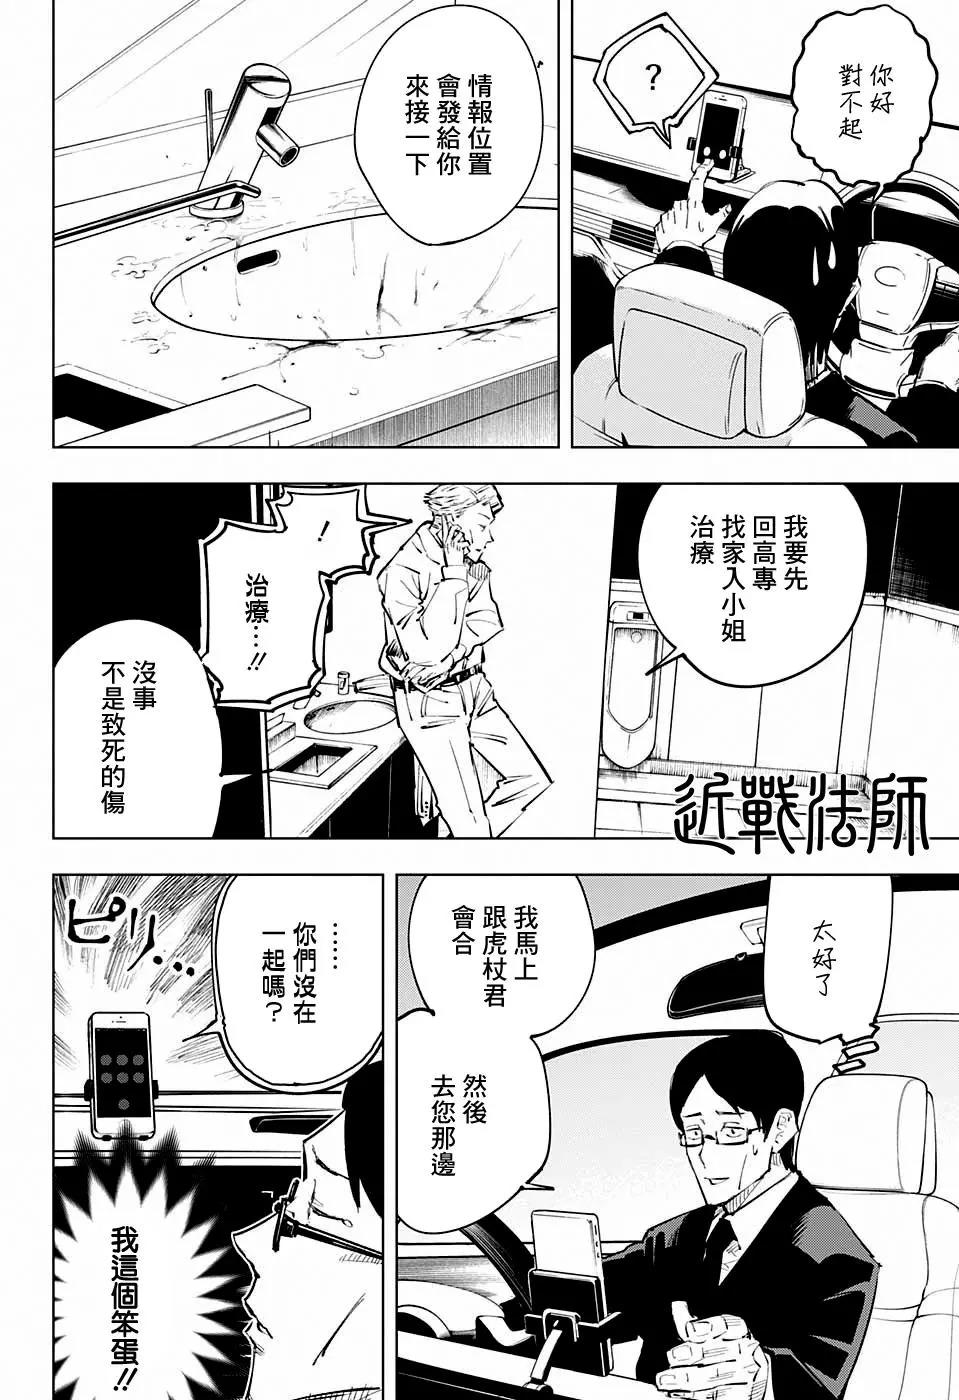 你好
對不起
？
情報位置
會發給你
來接一下
我要先
回高專
找家入小姐
治療
！
治療…!!
沒事
不是致死的傷
近戰法師
太好了
我馬上
跟虎杖君
會合
然後
去您那邊
……
你們沒在
一起嗎？
ピリ…
我這個笨蛋!!